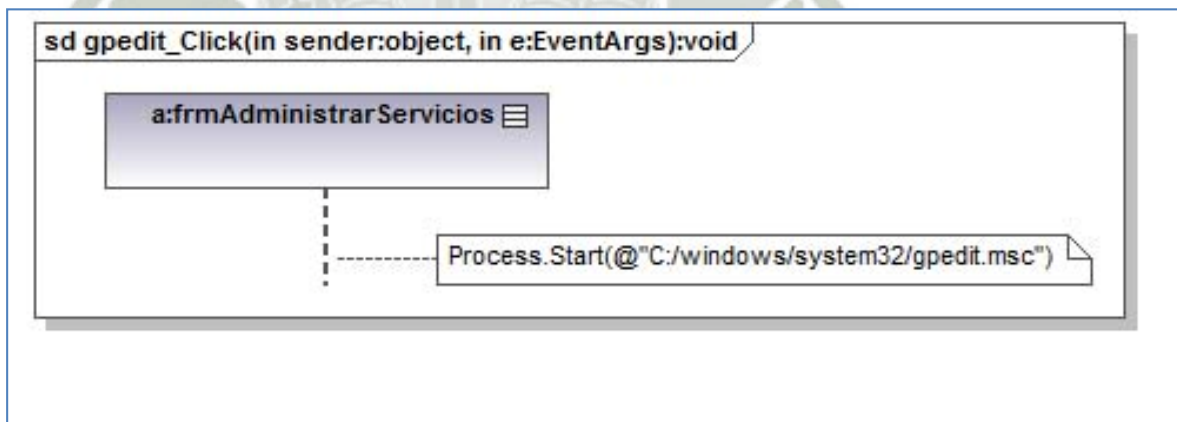 sd gpedit_Click(in sender:object, in e:EventArgs):void
a:frmAdministrarServicios
Process.Start(@"C:/windows/system32/gpedit.msc")